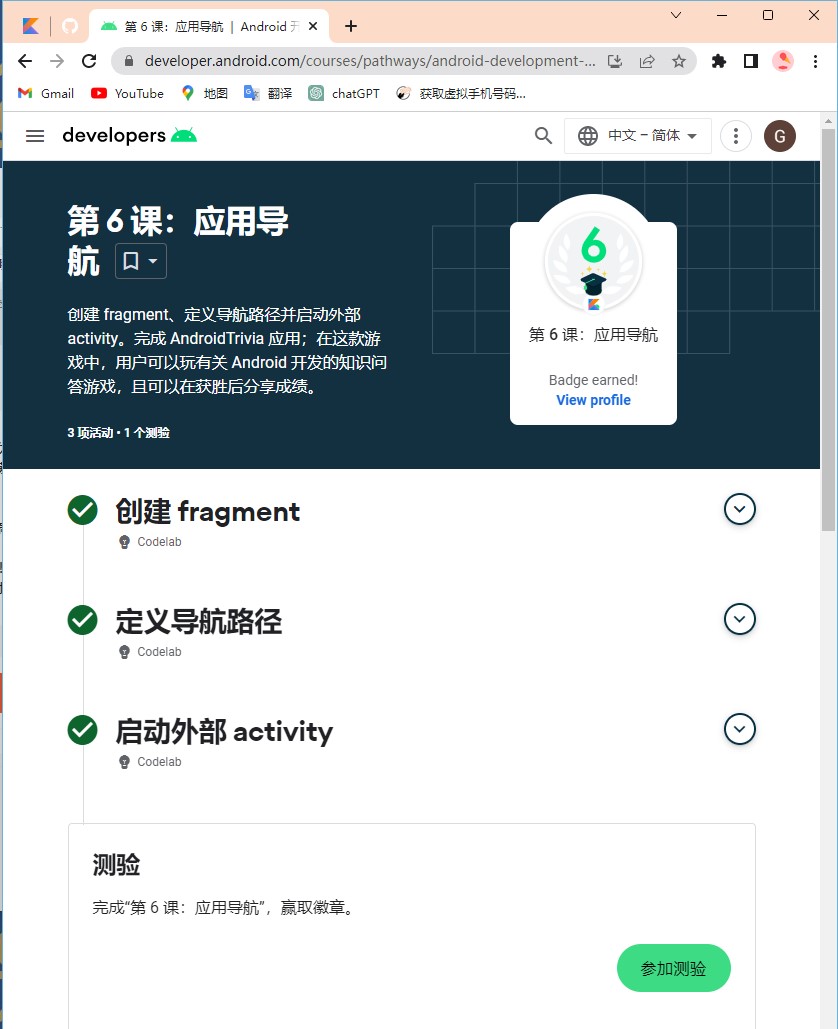 第 6 课：应用导航 | Android 开
developer.android.com/courses/pathways/android-development-...
Gmail
YouTube
地图
翻译
chatGPT
获取虚拟手机号码...
developers
中文 – 简体
G
第 6 课：应用导
航
创建 fragment、定义导航路径并启动外部
activity。完成 AndroidTrivia 应用；在这款游
戏中，用户可以玩有关 Android 开发的知识问
答游戏，且可以在获胜后分享成绩。
3 项活动 • 1 个测验
6
第 6 课：应用导航
Badge earned!
View profile
创建 fragment
Codelab
定义导航路径
Codelab
启动外部 activity
Codelab
测验
完成“第 6 课：应用导航”，赢取徽章。
参加测验